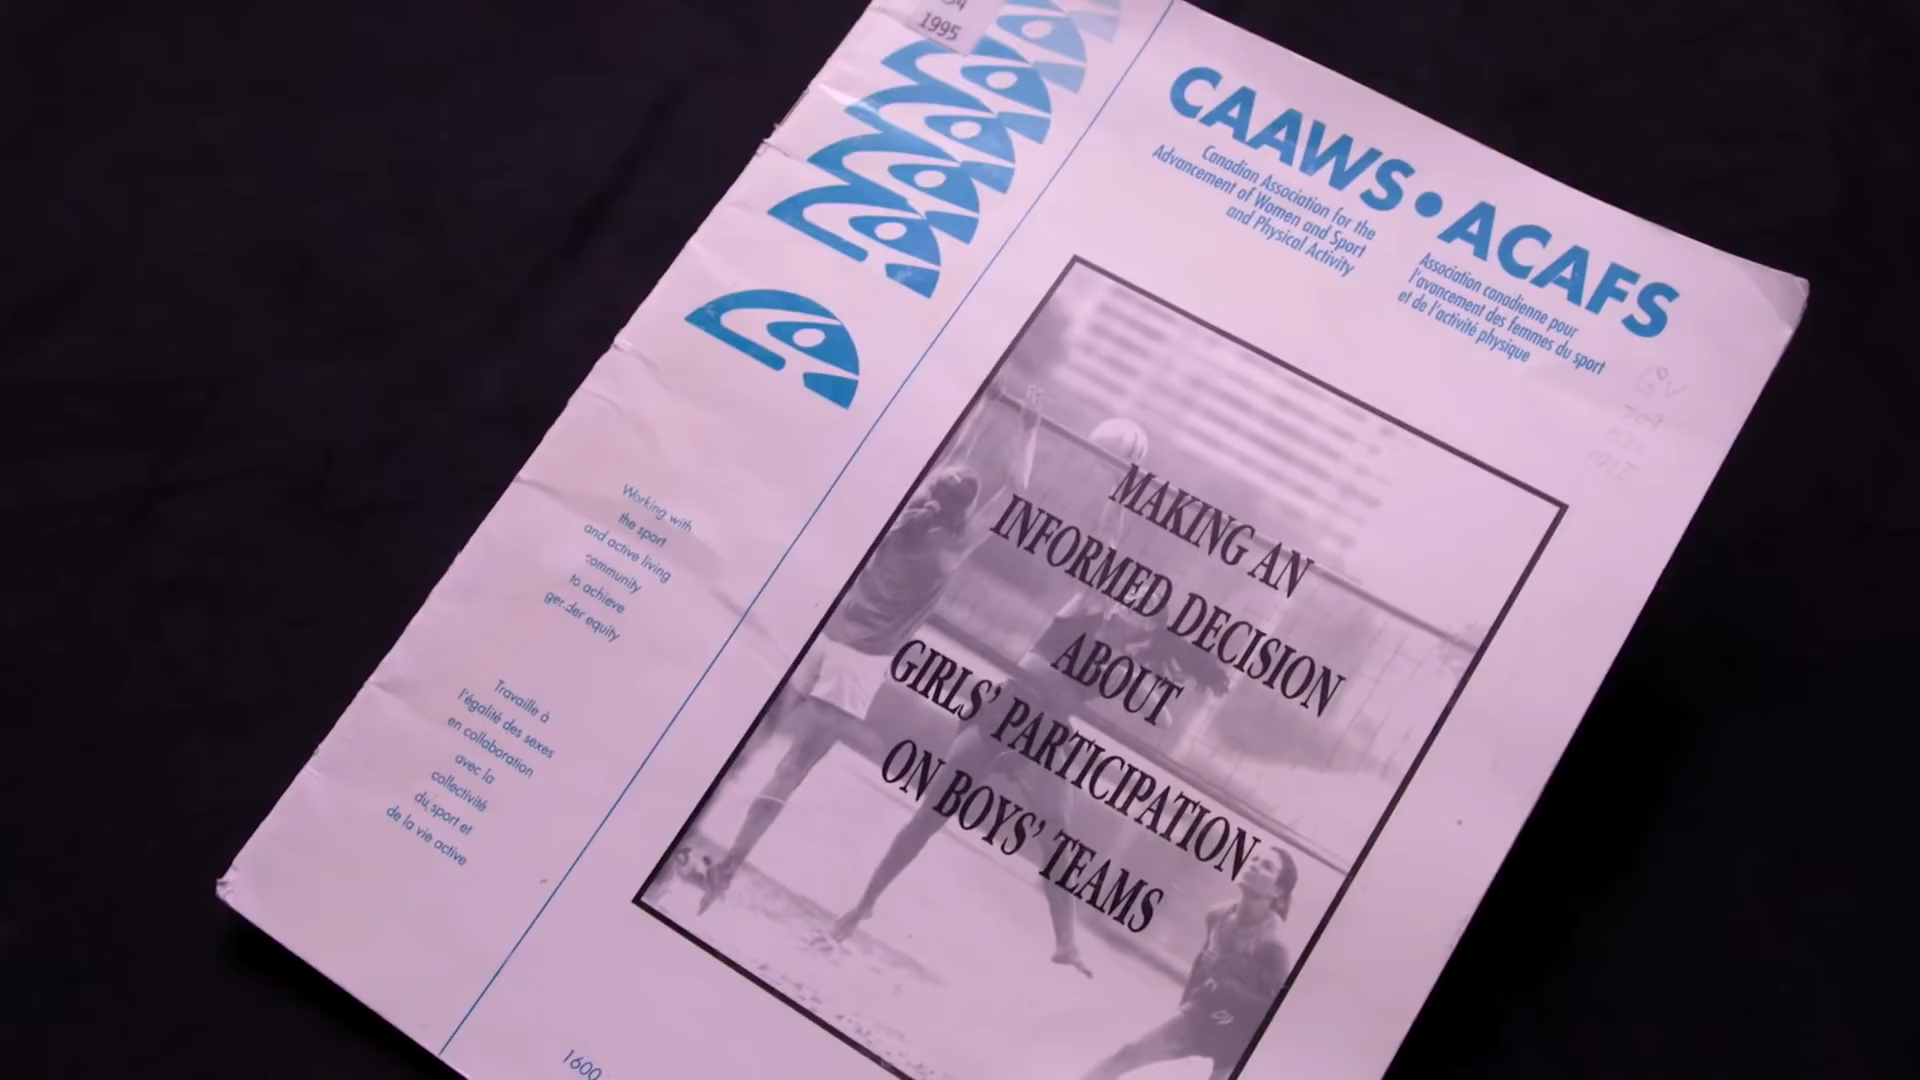 1995
CAAWS • ACAFS
Canadian Association for the
Advancement of Women and Sport
and Physical Activity
Association canadienne pour
l'avancement des femmes du sport
et de l'activité physique
MAKING AN
INFORMED DECISION
ABOUT
GIRLS' PARTICIPATION
ON BOYS' TEAMS
Working with
the sport
and active living
community
to achieve
gender equity
Travaille à
l'égalité des sexes
en collaboration
avec la
collectivité
du sport et
de la vie active
1600